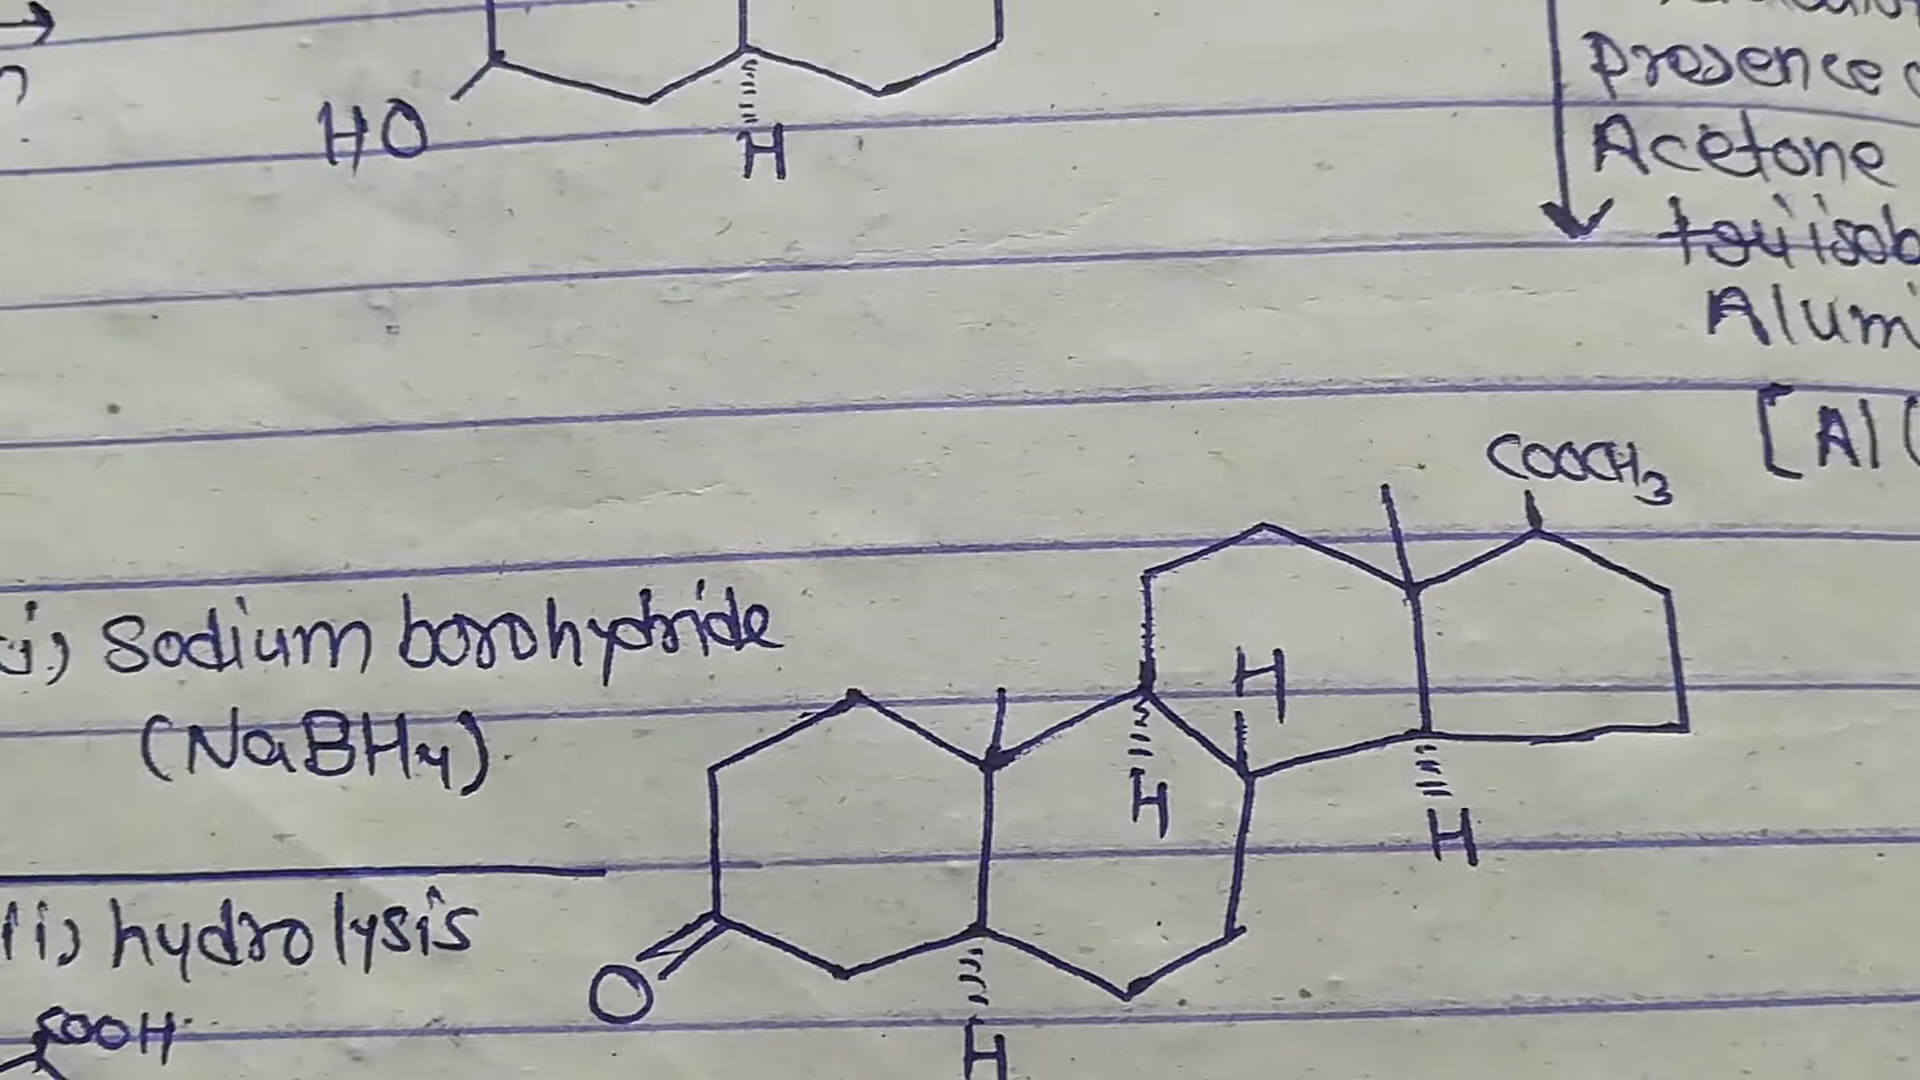 presence
HO
H
Acetone
Alum
[Al(
COOCH3
i) Sodium borohydride
(NaBH4)
H
H
H
ii) hydrolysis
O
COOH
H